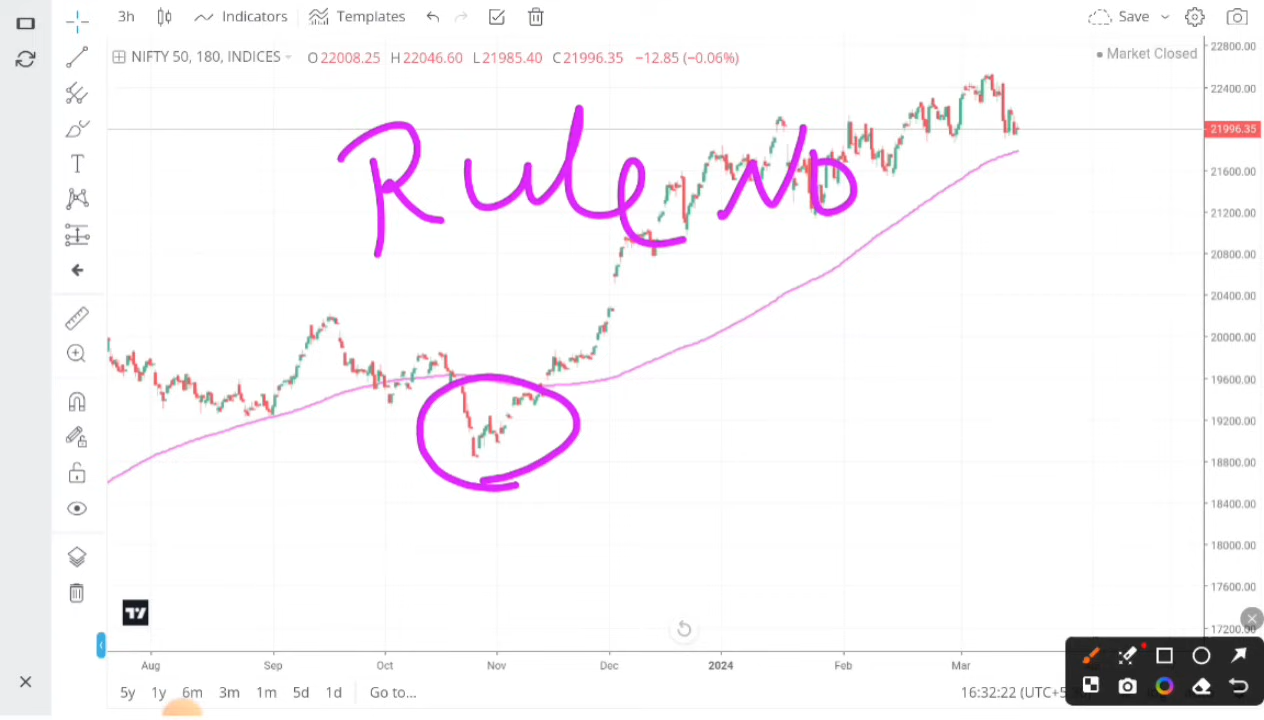 3h Indicators Templates Save
NIFTY 50, 180, INDICES O22008.25 H22046.60 L21985.40 C21996.35 −12.85 (−0.06%)
Market Closed
22800.00
22400.00
21996.35
21600.00
21200.00
20800.00
20400.00
20000.00
19600.00
19200.00
18800.00
18400.00
18000.00
17600.00
17200.00
Rule No
Aug Sep Oct Nov Dec 2024 Feb Mar
5y 1y 6m 3m 1m 5d 1d Go to... 16:32:22 (UTC+5